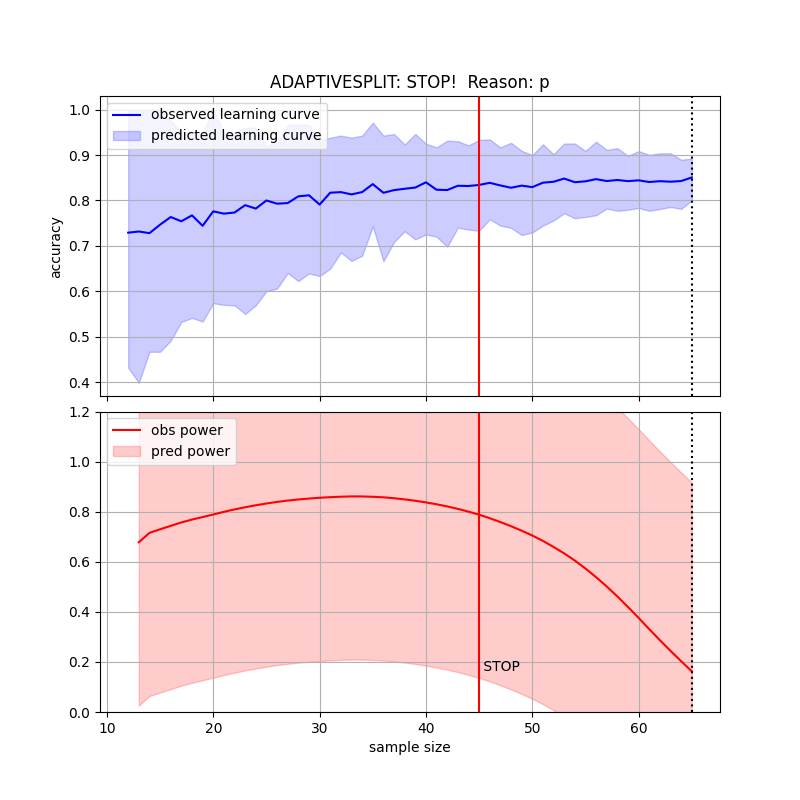 ADAPTIVESPLIT: STOP!  Reason: p
observed learning curve
predicted learning curve
1.0
0.9
0.8
0.7
0.6
0.5
0.4
accuracy
obs power
pred power
1.2
1.0
0.8
0.6
0.4
0.2
0.0
STOP
10 20 30 40 50 60
sample size